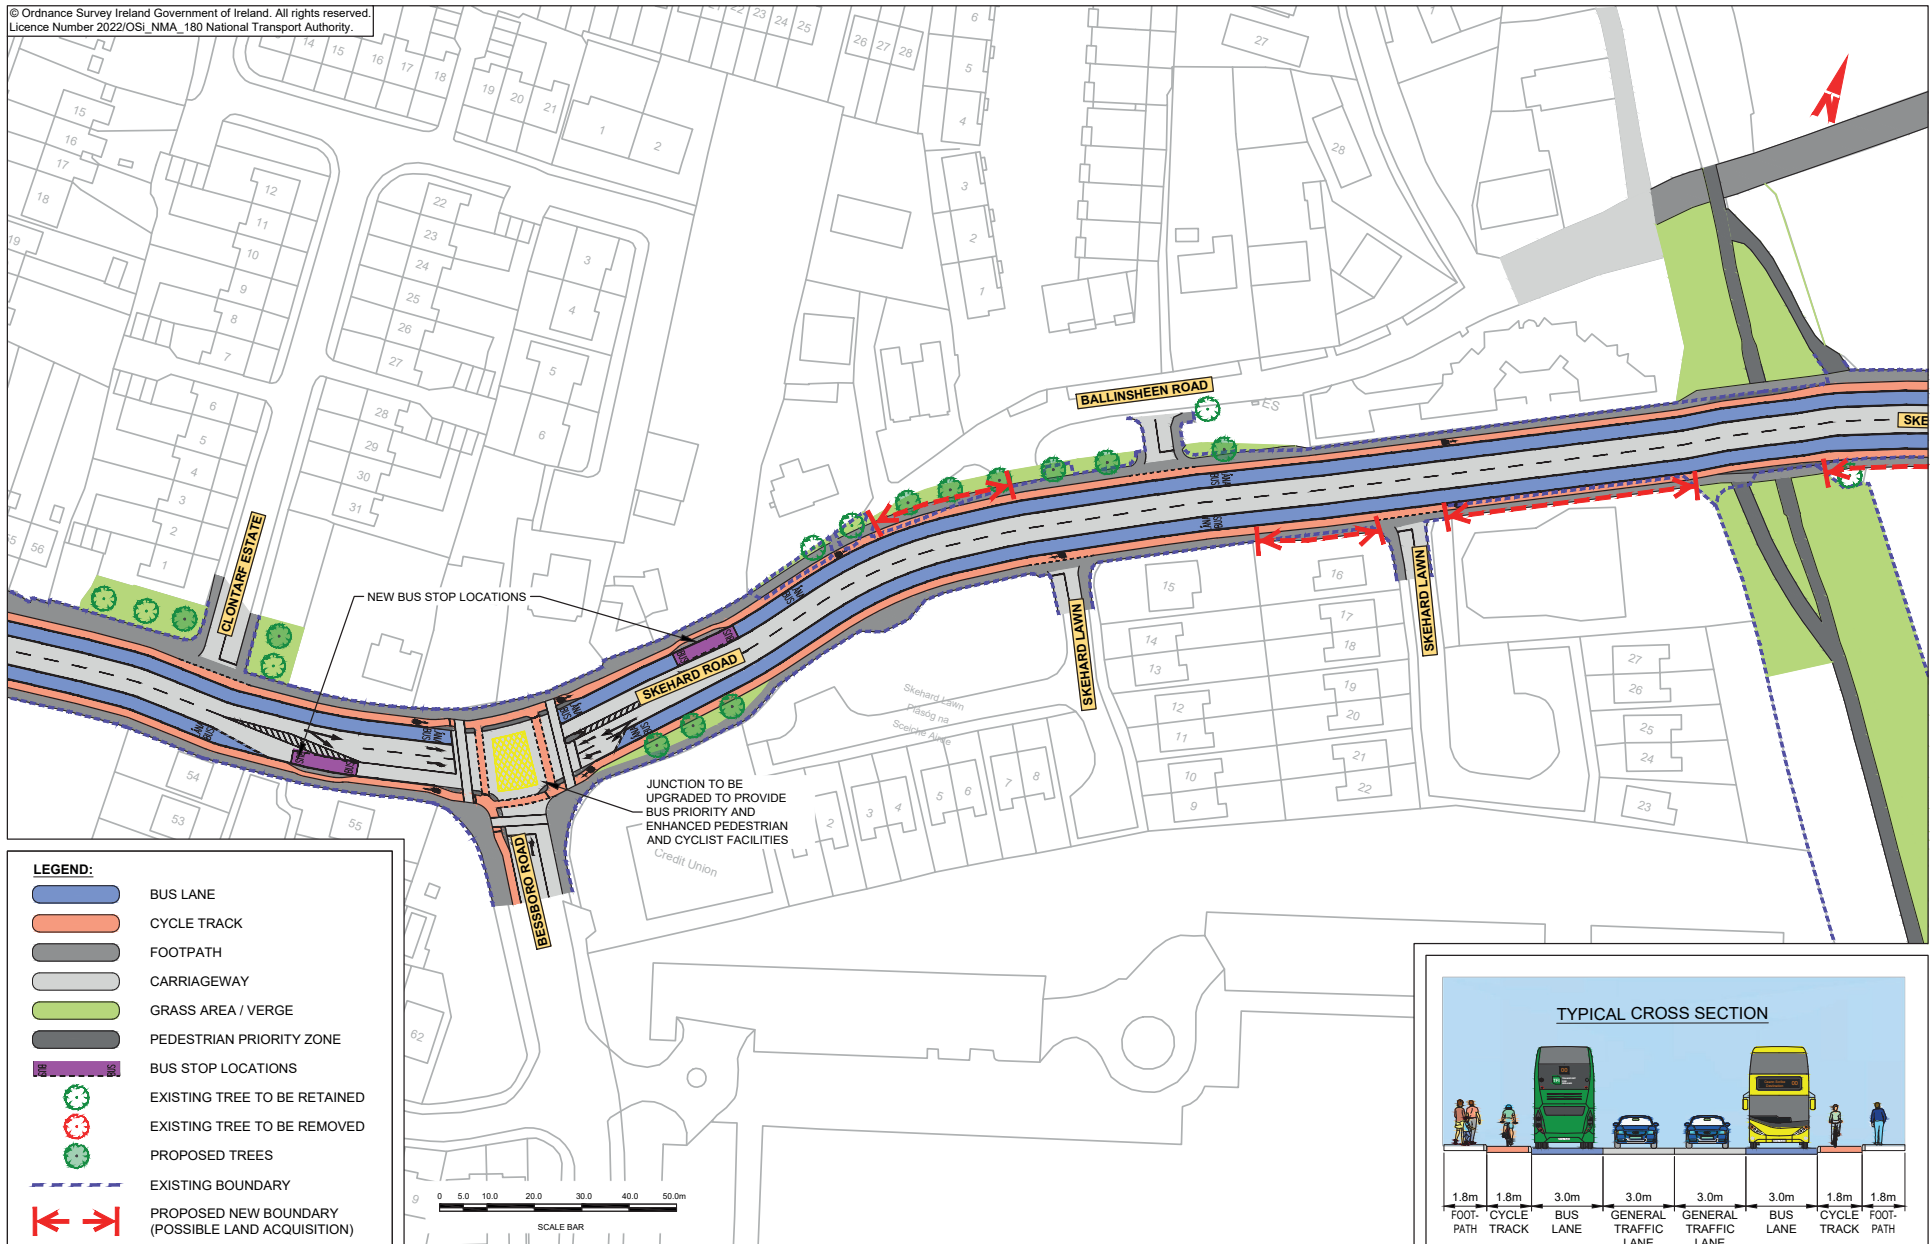 © Ordnance Survey Ireland Government of Ireland. All rights reserved.
Licence Number 2022/OSi_NMA_180 National Transport Authority.
BALLINSHEEN ROAD
ES
SKE
CLONTARF ESTATE
NEW BUS STOP LOCATIONS
SKEHARD ROAD
SKEHARD LAWN
SKEHARD LAWN
Skehard Lawn
Plásóg na
Sceiche Airde
JUNCTION TO BE
UPGRADED TO PROVIDE
BUS PRIORITY AND
ENHANCED PEDESTRIAN
AND CYCLIST FACILITIES
Credit Union
BESSBORO ROAD
LEGEND:
BUS LANE
CYCLE TRACK
FOOTPATH
CARRIAGEWAY
GRASS AREA / VERGE
PEDESTRIAN PRIORITY ZONE
BUS STOP LOCATIONS
EXISTING TREE TO BE RETAINED
EXISTING TREE TO BE REMOVED
PROPOSED TREES
EXISTING BOUNDARY
PROPOSED NEW BOUNDARY
(POSSIBLE LAND ACQUISITION)
0 5.0 10.0 20.0 30.0 40.0 50.0m
SCALE BAR
TYPICAL CROSS SECTION
1.8m 1.8m 3.0m 3.0m 3.0m 3.0m 1.8m 1.8m
FOOT- CYCLE BUS GENERAL GENERAL BUS CYCLE FOOT-
PATH TRACK LANE TRAFFIC TRAFFIC LANE TRACK PATH
LANE LANE